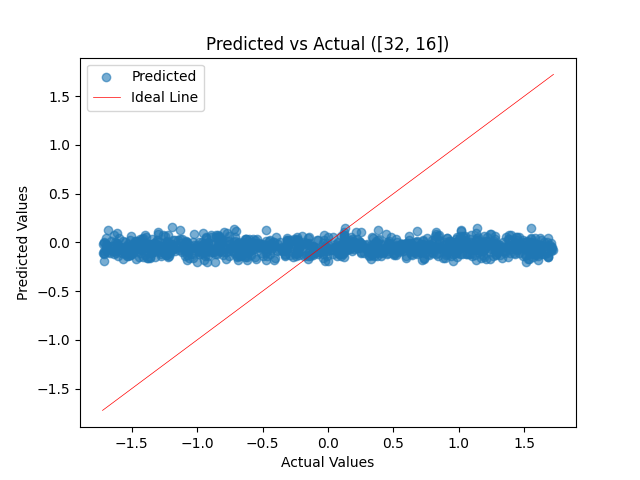 Predicted vs Actual ([32, 16])
Predicted
Ideal Line
1.5
1.0
0.5
0.0
−0.5
−1.0
−1.5
Predicted Values
−1.5 −1.0 −0.5 0.0 0.5 1.0 1.5
Actual Values